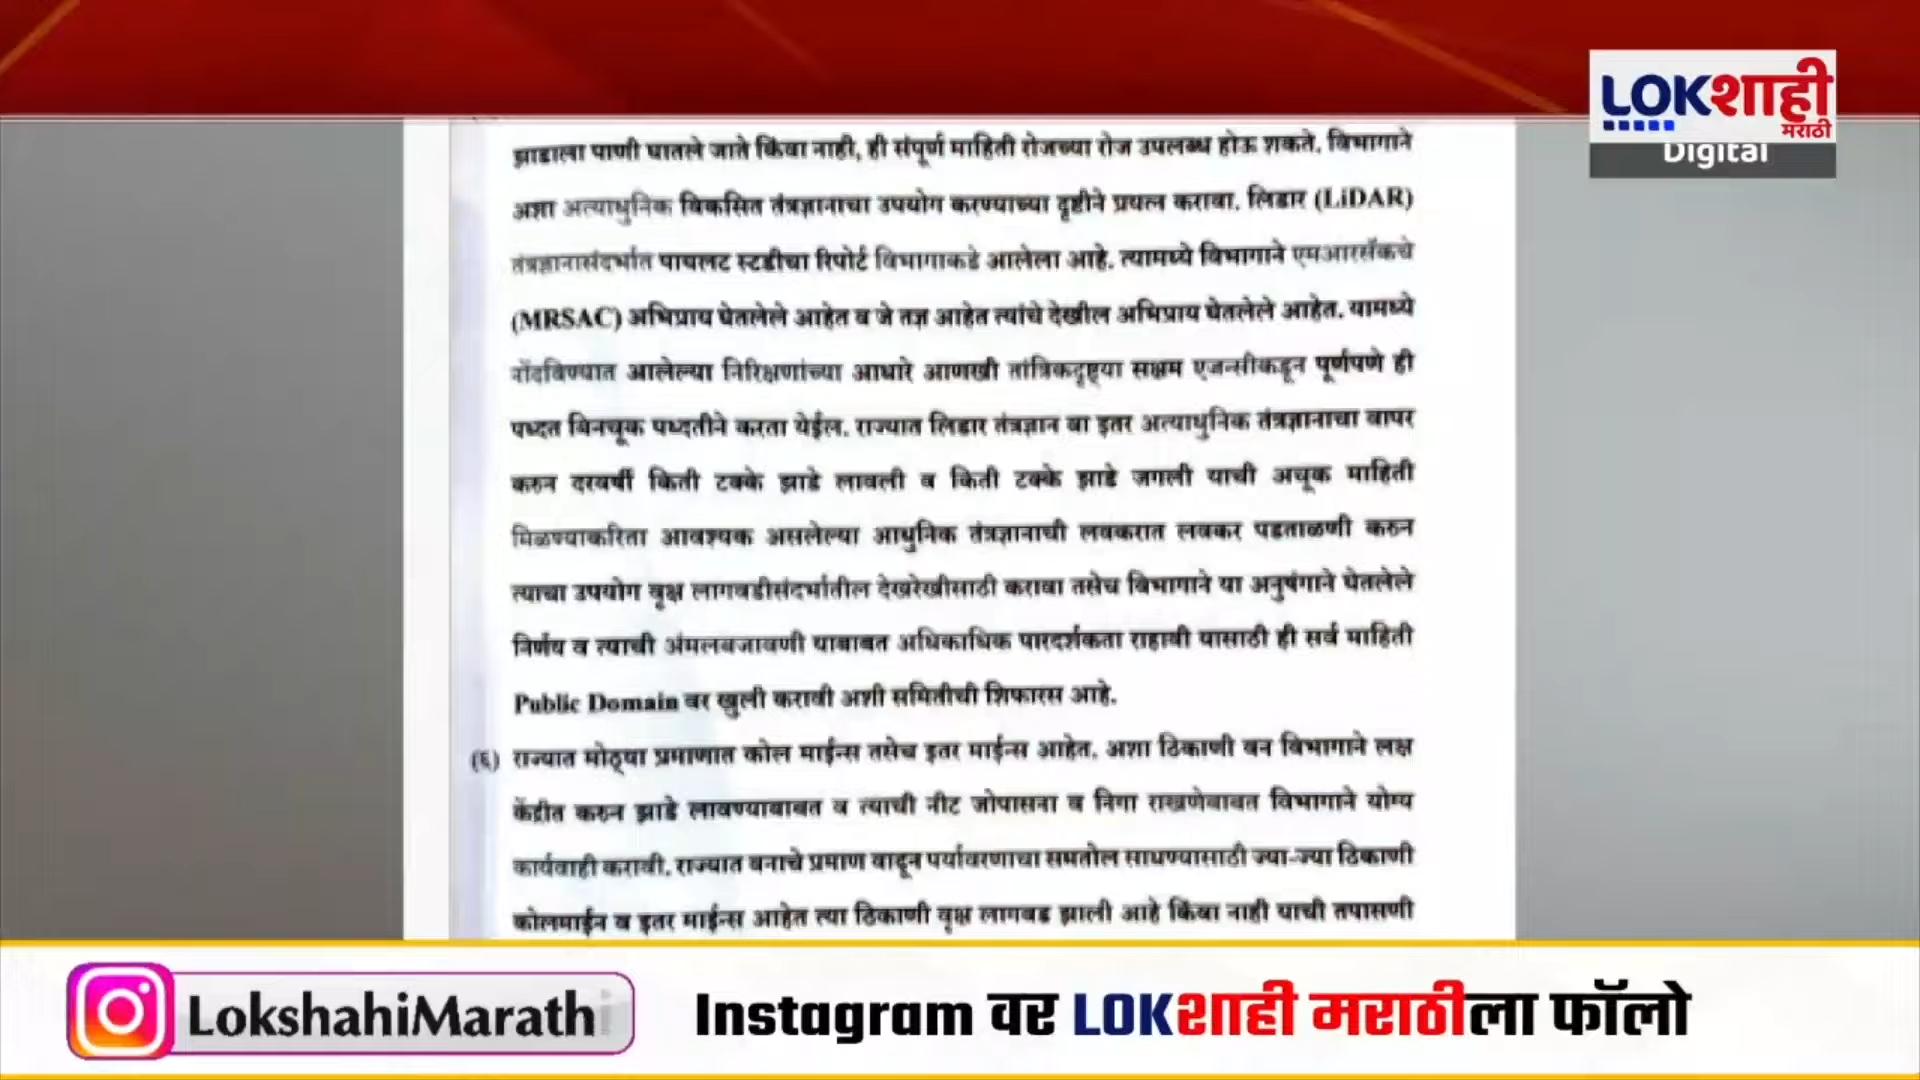 LOKशाही
मराठी
Digital
झाडाला पाणी घातले जाते किंवा नाही, ही संपूर्ण माहिती रोजच्या रोज उपलब्ध होऊ शकते. विभागाने
अशा अत्याधुनिक विकसित तंत्रज्ञानाचा उपयोग करण्याच्या दृष्टीने प्रयत्न करावा. लिडार (LiDAR)
तंत्रज्ञानासंदर्भात पायलट स्टडीचा रिपोर्ट विभागाकडे आलेला आहे. त्यामध्ये विभागाने एमआरसॅकचे
(MRSAC) अभिप्राय घेतलेले आहेत व जे तज्ञ आहेत त्यांचे देखील अभिप्राय घेतलेले आहेत. यामध्ये
नोंदविण्यात आलेल्या निरिक्षणांच्या आधारे आणखी तांत्रिकदृष्ट्या सक्षम एजन्सीकडून पूर्णपणे ही
पध्दत बिनचूक पध्दतीने करता येईल. राज्यात लिडार तंत्रज्ञान वा इतर अत्याधुनिक तंत्रज्ञानाचा वापर
करुन दरवर्षी किती टक्के झाडे लावली व किती टक्के झाडे जगली याची अचूक माहिती
मिळण्याकरिता आवश्यक असलेल्या आधुनिक तंत्रज्ञानाची लवकरात लवकर पडताळणी करुन
त्याचा उपयोग वृक्ष लागवडीसंदर्भातील देखरेखीसाठी करावा तसेच विभागाने या अनुषंगाने घेतलेले
निर्णय व त्याची अंमलबजावणी याबाबत अधिकाधिक पारदर्शकता राहावी यासाठी ही सर्व माहिती
Public Domain वर खुली करावी अशी समितीची शिफारस आहे.
(६) राज्यात मोठ्या प्रमाणात कोल माईन्स तसेच इतर माईन्स आहेत. अशा ठिकाणी वन विभागाने लक्ष
केंद्रीत करुन झाडे लावण्याबाबत व त्याची नीट जोपासना व निगा राखणेबाबत विभागाने योग्य
कार्यवाही करावी. राज्यात वनाचे प्रमाण वाढून पर्यावरणाचा समतोल साधण्यासाठी ज्या-ज्या ठिकाणी
कोलमाईन व इतर माईन्स आहेत त्या ठिकाणी वृक्ष लागवड झाली आहे किंवा नाही याची तपासणी
LokshahiMarathi
Instagram वर LOKशाही मराठीला फॉलो